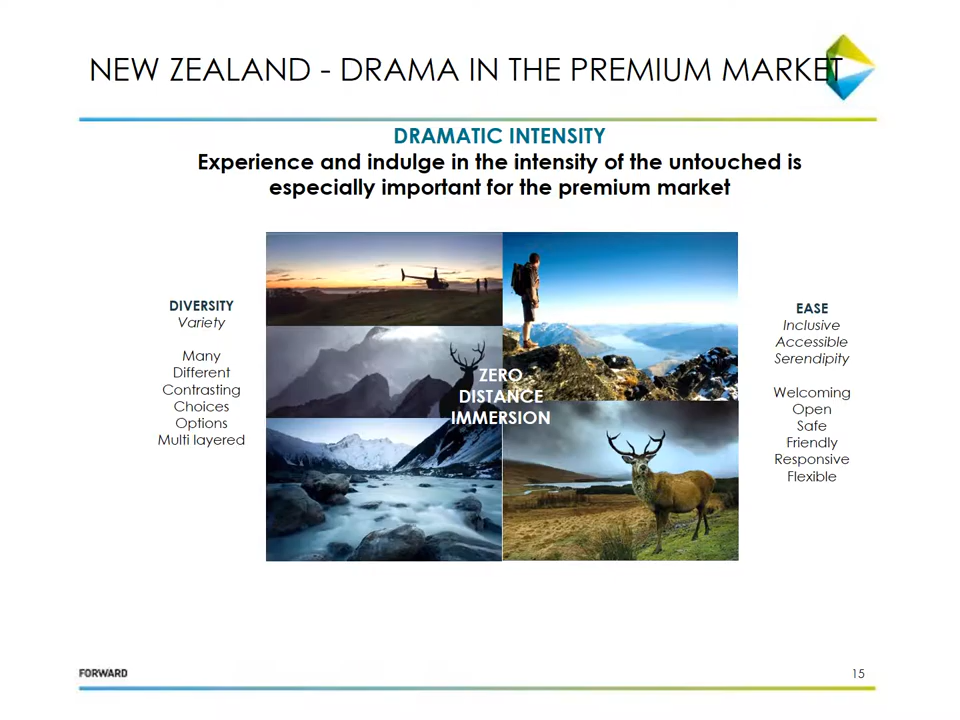 NEW ZEALAND - DRAMA IN THE PREMIUM MARKET
DRAMATIC INTENSITY
Experience and indulge in the intensity of the untouched is
especially important for the premium market
DIVERSITY
Variety
Many
Different
Contrasting
Choices
Options
Multi layered
ZERO
DISTANCE
IMMERSION
EASE
Inclusive
Accessible
Serendipity
Welcoming
Open
Safe
Friendly
Responsive
Flexible
FORWARD
15